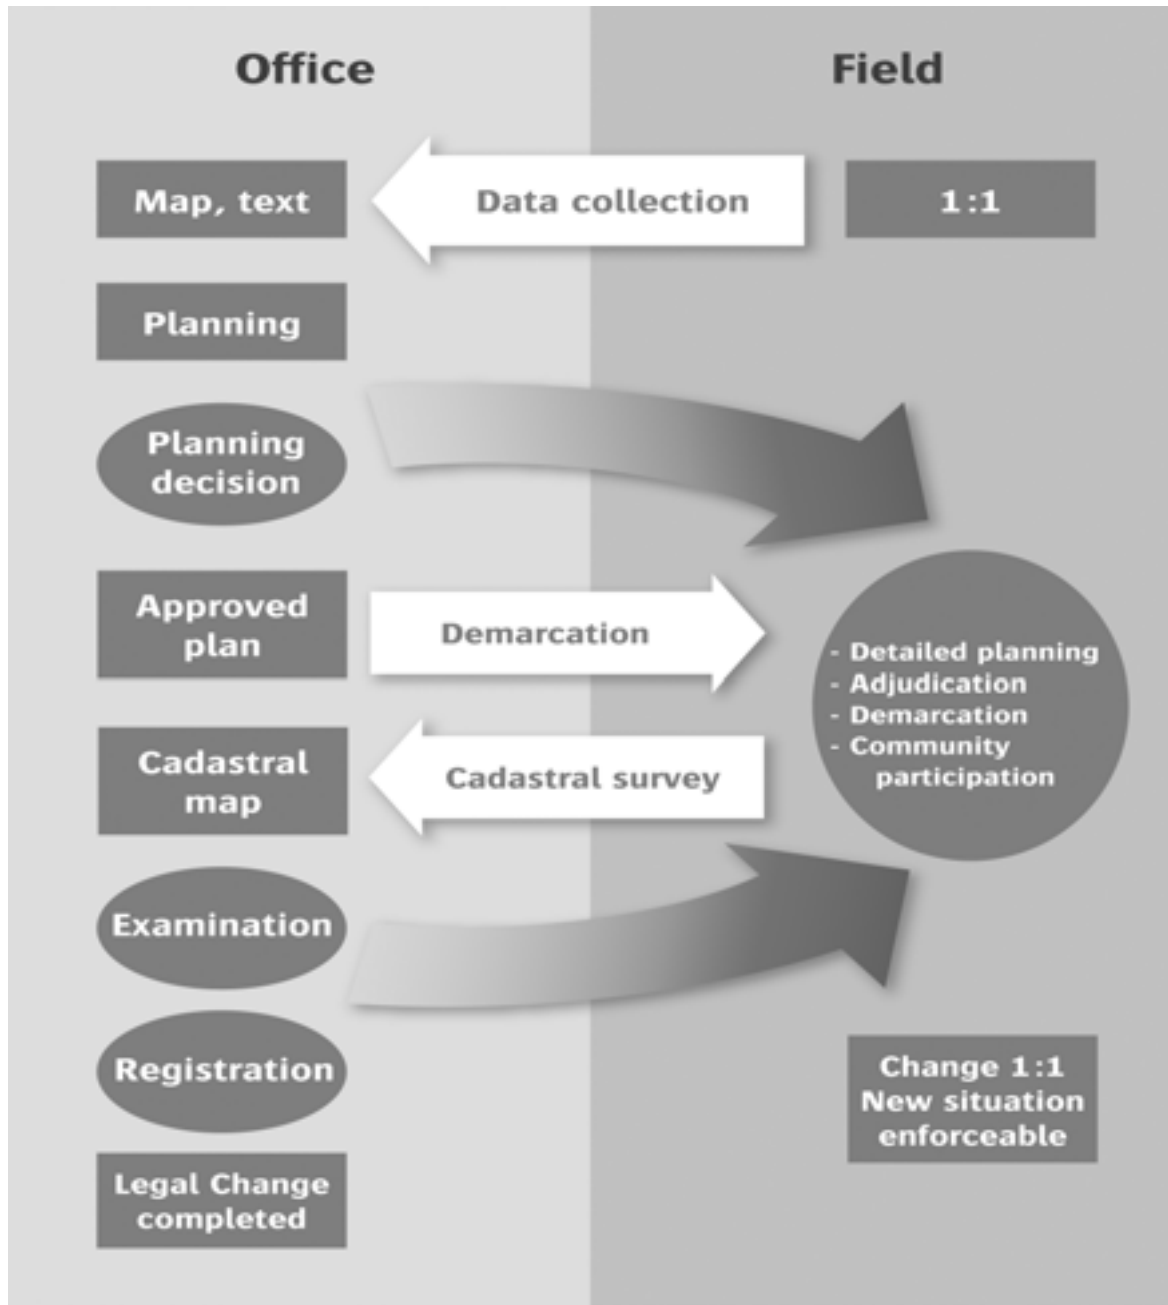 Office
Field
Map, text
Data collection
1:1
Planning
Planning
decision
Approved
plan
Demarcation
- Detailed planning
- Adjudication
- Demarcation
- Community
participation
Cadastral
map
Cadastral survey
Examination
Registration
Change 1:1
New situation
enforceable
Legal Change
completed